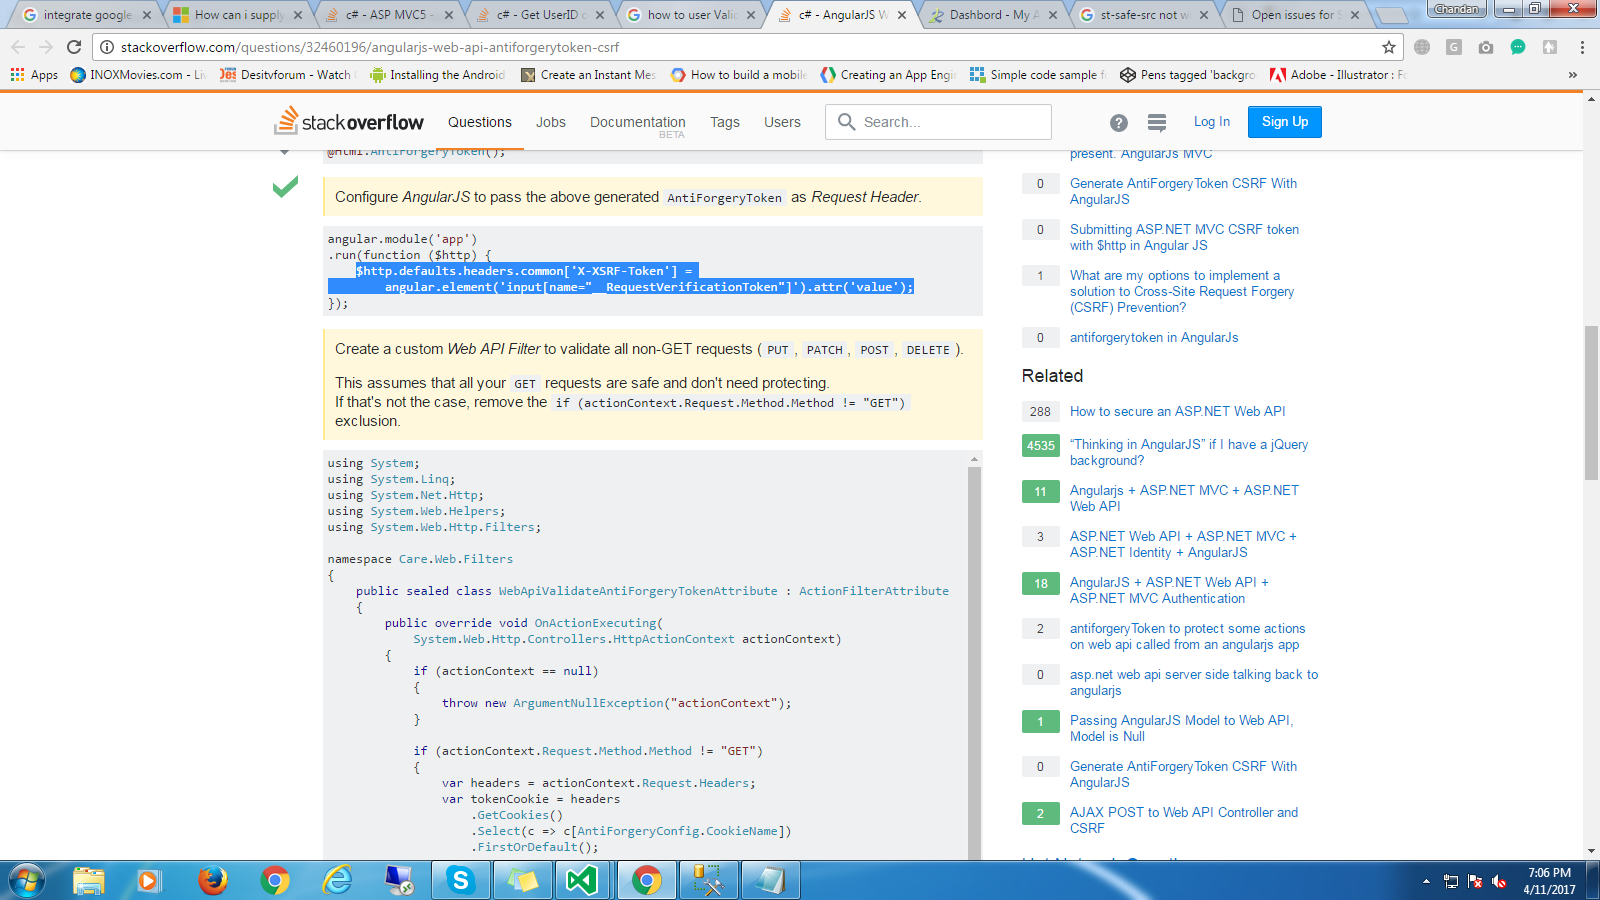 integrate google
How can i supply
c# - ASP MVC5 -
c# - Get UserID c
how to user Valid
c# - AngularJS W
Dashbord - My A
st-safe-src not w
Open issues for S
Chandan
stackoverflow.com/questions/32460196/angularjs-web-api-antiforgerytoken-csrf
Apps
INOXMovies.com - Liv
Desitvforum - Watch
Installing the Android
Create an Instant Mes
How to build a mobile
Creating an App Engin
Simple code sample f
Pens tagged 'backgro
Adobe - Illustrator : Fo
»
stackoverflow
Questions
Jobs
Documentation
BETA
Tags
Users
Search...
Log In
Sign Up
@Html.AntiForgeryToken();
Configure AngularJS to pass the above generated AntiForgeryToken as Request Header.
angular.module('app')
.run(function ($http) {
$http.defaults.headers.common['X-XSRF-Token'] =
angular.element('input[name="__RequestVerificationToken"]').attr('value');
});
Create a custom Web API Filter to validate all non-GET requests ( PUT , PATCH , POST , DELETE ).
This assumes that all your GET requests are safe and don't need protecting.
If that's not the case, remove the if (actionContext.Request.Method.Method != "GET")
exclusion.
using System;
using System.Linq;
using System.Net.Http;
using System.Web.Helpers;
using System.Web.Http.Filters;
namespace Care.Web.Filters
{
public sealed class WebApiValidateAntiForgeryTokenAttribute : ActionFilterAttribute
{
public override void OnActionExecuting(
System.Web.Http.Controllers.HttpActionContext actionContext)
{
if (actionContext == null)
{
throw new ArgumentNullException("actionContext");
}
if (actionContext.Request.Method.Method != "GET")
{
var headers = actionContext.Request.Headers;
var tokenCookie = headers
.GetCookies()
.Select(c => c[AntiForgeryConfig.CookieName])
.FirstOrDefault();
present. AngularJs MVC
0 Generate AntiForgeryToken CSRF With
AngularJS
0 Submitting ASP.NET MVC CSRF token
with $http in Angular JS
1 What are my options to implement a
solution to Cross-Site Request Forgery
(CSRF) Prevention?
0 antiforgerytoken in AngularJs
Related
288 How to secure an ASP.NET Web API
4535 “Thinking in AngularJS” if I have a jQuery
background?
11 Angularjs + ASP.NET MVC + ASP.NET
Web API
3 ASP.NET Web API + ASP.NET MVC +
ASP.NET Identity + AngularJS
18 AngularJS + ASP.NET Web API +
ASP.NET MVC Authentication
2 antiforgeryToken to protect some actions
on web api called from an angularjs app
0 asp.net web api server side talking back to
angularjs
1 Passing AngularJS Model to Web API,
Model is Null
0 Generate AntiForgeryToken CSRF With
AngularJS
2 AJAX POST to Web API Controller and
CSRF
7:06 PM
4/11/2017